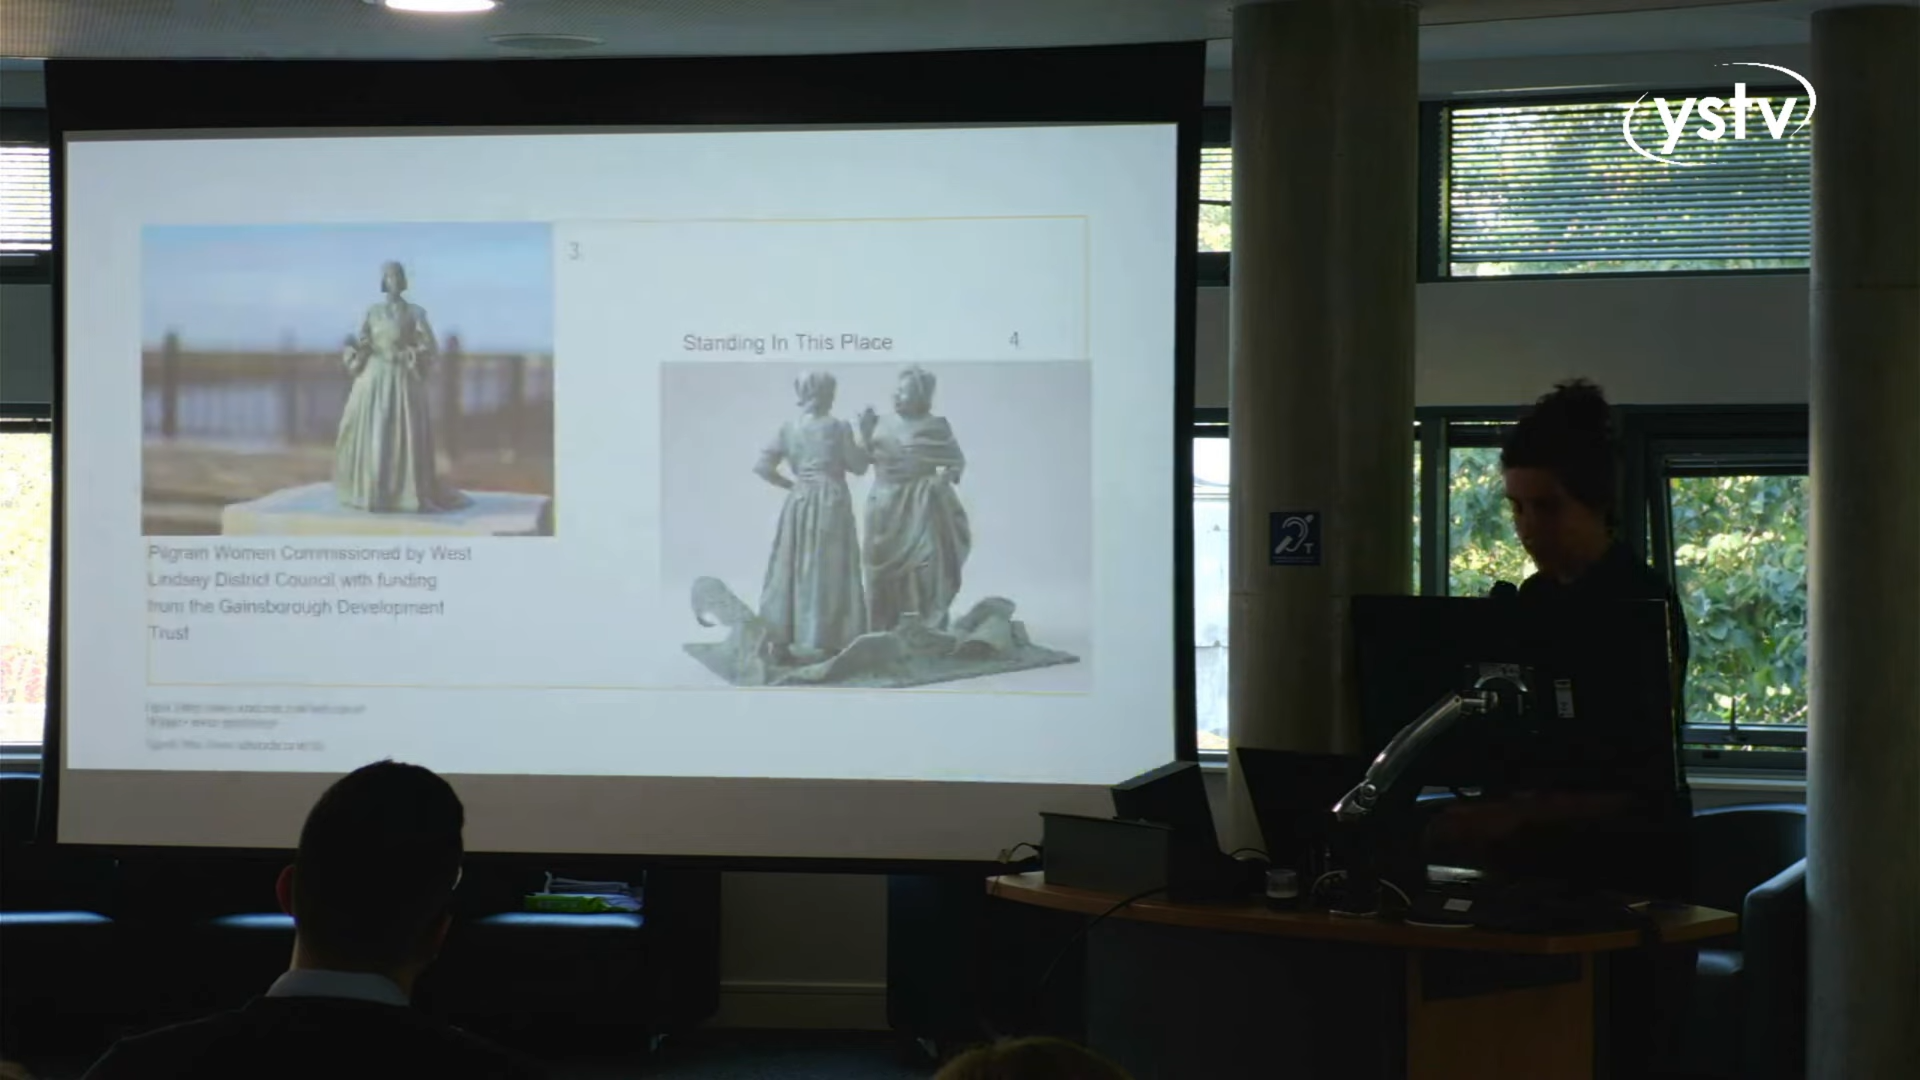 ystv
3.
Standing In This Place
4
Pilgrim Women Commissioned by West
Lindsey District Council with funding
from the Gainsborough Development
Trust
T